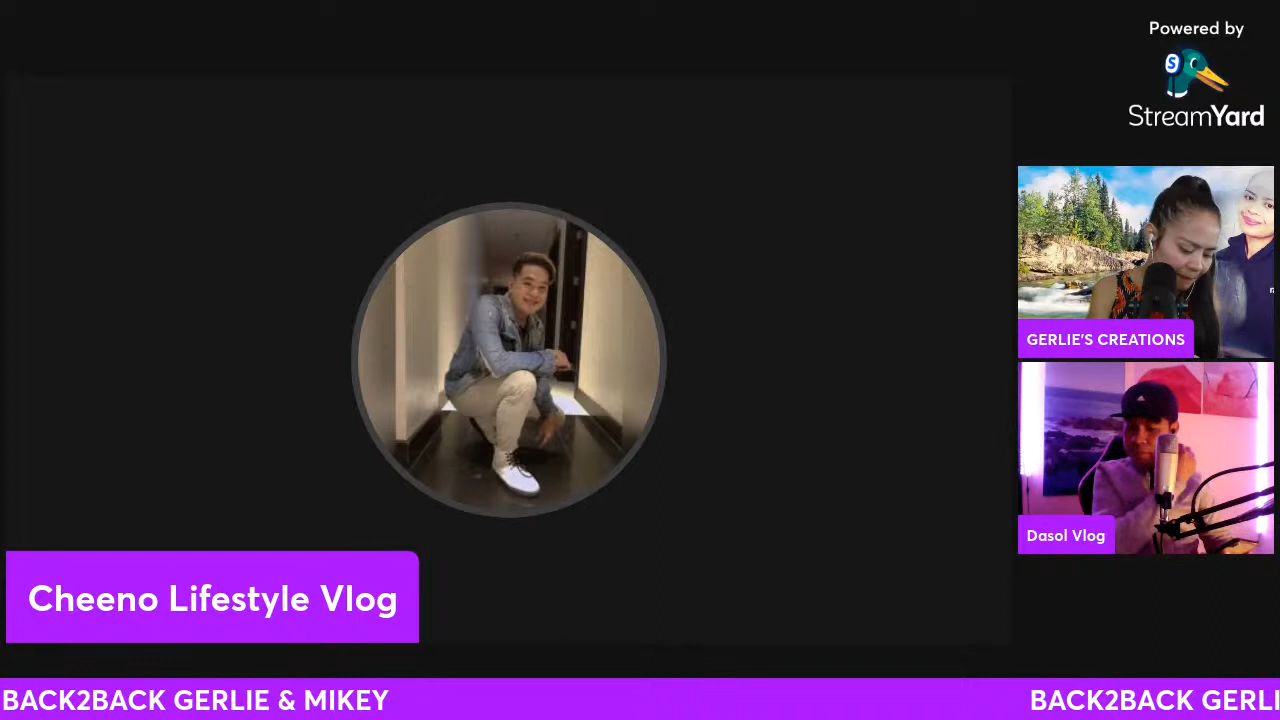 Powered by
S
StreamYard
GERLIE'S CREATIONS
Dasol Vlog
Cheeno Lifestyle Vlog
BACK2BACK GERLIE & MIKEY
BACK2BACK GERLI